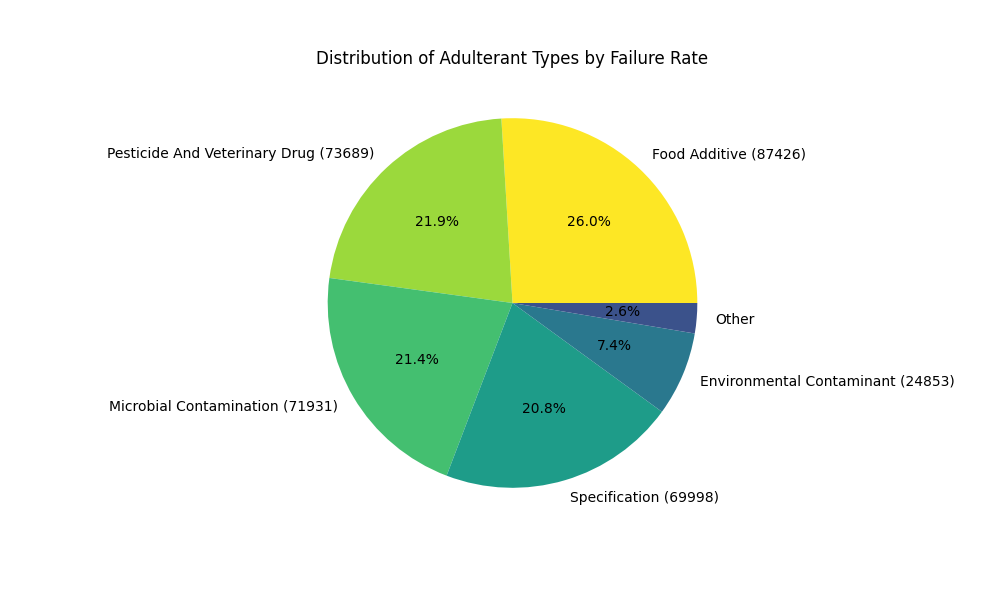 Distribution of Adulterant Types by Failure Rate
Pesticide And Veterinary Drug (73689)
Food Additive (87426)
21.9%
26.0%
2.6%
Other
7.4%
21.4%
Environmental Contaminant (24853)
Microbial Contamination (71931)
20.8%
Specification (69998)